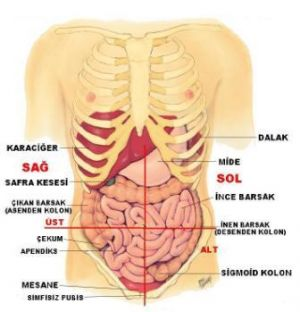 KARACİĞER
SAĞ
SAFRA KESESİ
ÇIKAN BARSAK
(ASENDEN KOLON)
ÜST
ÇEKUM
APENDİKS
MESANE
SİMFİSİZ PUBIS
DALAK
MİDE
SOL
İNCE BARSAK
İNEN BARSAK
(DESENDEN KOLON)
ALT
SİGMOİD KOLON